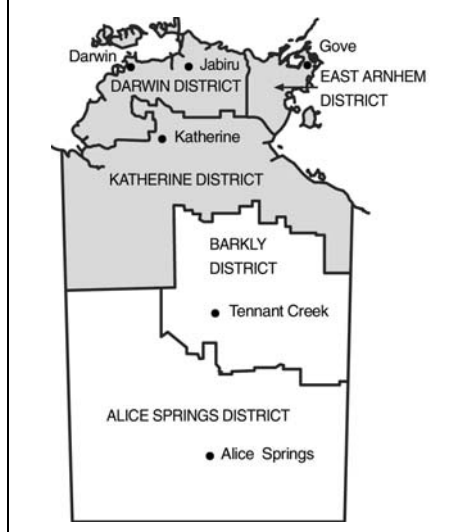 Gove
Darwin
Jabiru
EAST ARNHEM
DISTRICT
DARWIN DISTRICT
Katherine
KATHERINE DISTRICT
BARKLY
DISTRICT
Tennant Creek
ALICE SPRINGS DISTRICT
Alice Springs